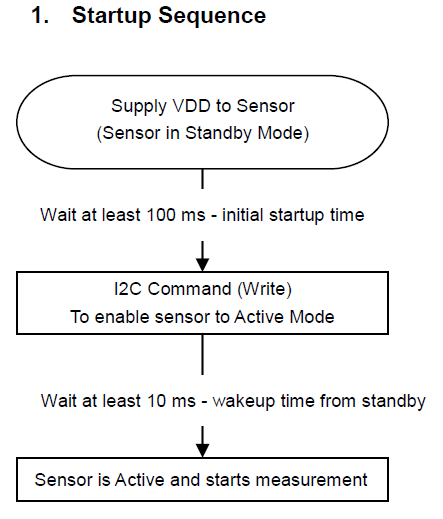 1. Startup Sequence
Supply VDD to Sensor
(Sensor in Standby Mode)
Wait at least 100 ms - initial startup time
I2C Command (Write)
To enable sensor to Active Mode
Wait at least 10 ms - wakeup time from standby
Sensor is Active and starts measurement